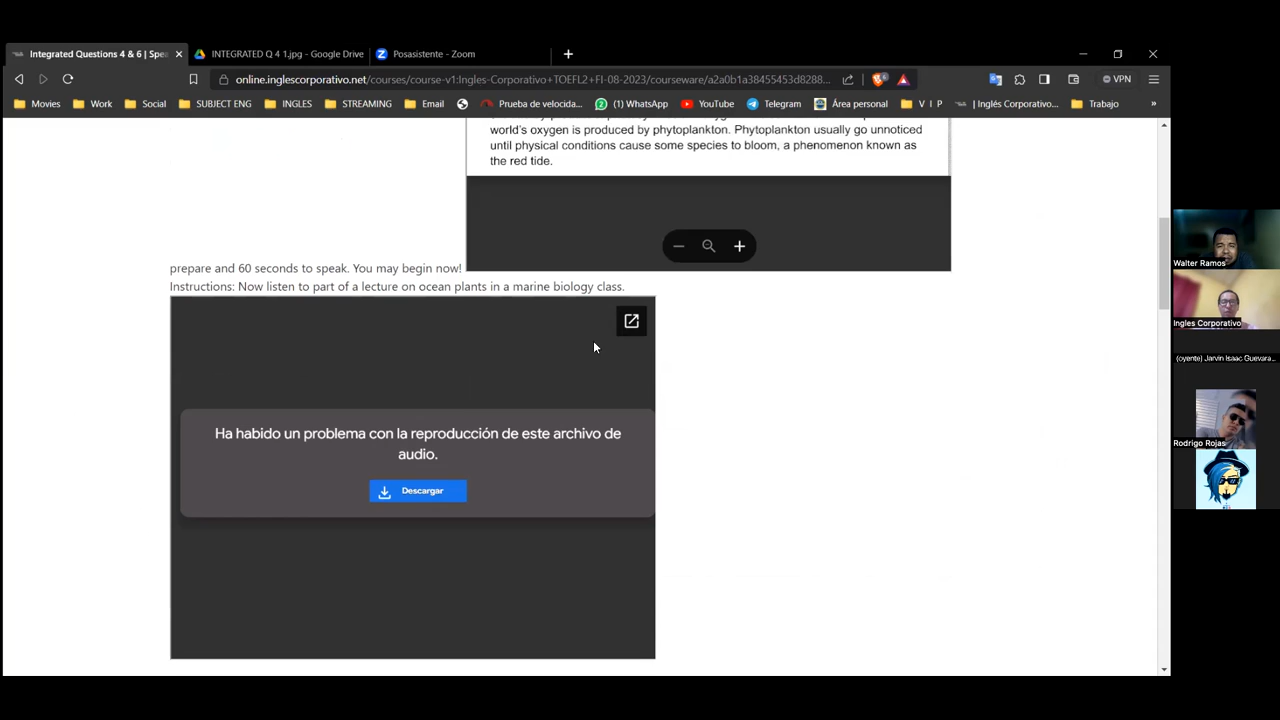 Integrated Questions 4 & 6 | Spea
INTEGRATED Q 4 1.jpg - Google Drive
Posasistente - Zoom
online.inglescorporativo.net/courses/course-v1:Ingles-Corporativo+TOEFL2+FI-08-2023/courseware/a2a0b1a38455453d8288...
VPN
Movies
Work
Social
SUBJECT ENG
INGLES
STREAMING
Email
Prueba de velocida...
(1) WhatsApp
YouTube
Telegram
Área personal
V I P
| Inglés Corporativo...
Trabajo
»
world's oxygen is produced by phytoplankton. Phytoplankton usually go unnoticed
until physical conditions cause some species to bloom, a phenomenon known as
the red tide.
prepare and 60 seconds to speak. You may begin now!
Instructions: Now listen to part of a lecture on ocean plants in a marine biology class.
Ha habido un problema con la reproducción de este archivo de
audio.
Descargar
Walter Ramos
Ingles Corporativo
(oyente) Jarvin Isaac Guevara...
Rodrigo Rojas